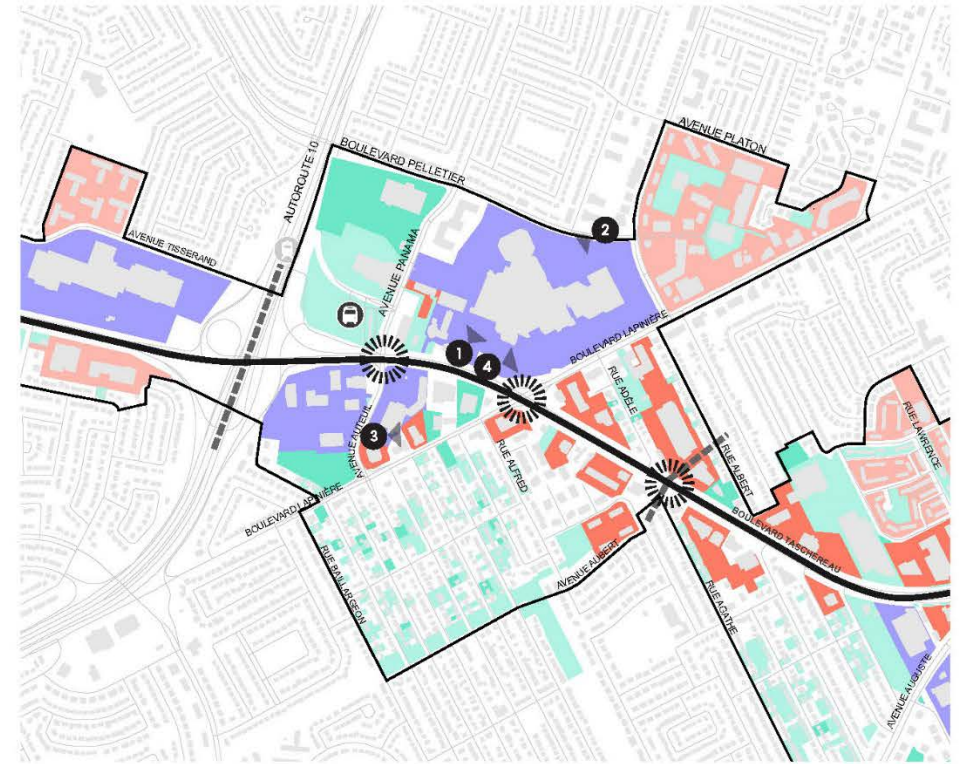 AVENUE PLATON
BOULEVARD PELLETIER
AUTOROUTE 10
AVENUE TISSERAND
AVENUE PANAMA
2
BOULEVARD LAPINIÈRE
1
4
3
AVENUE AUTEUIL
RUE ADÈLE
RUE ALFRED
RUE ALBERT
RUE LAWRENCE
BOULEVARD LAPINIÈRE
BOULEVARD TASCHEREAU
RUE BAILLARGEON
AVENUE AUBERT
RUE AGATHE
AVENUE AUGUSTE